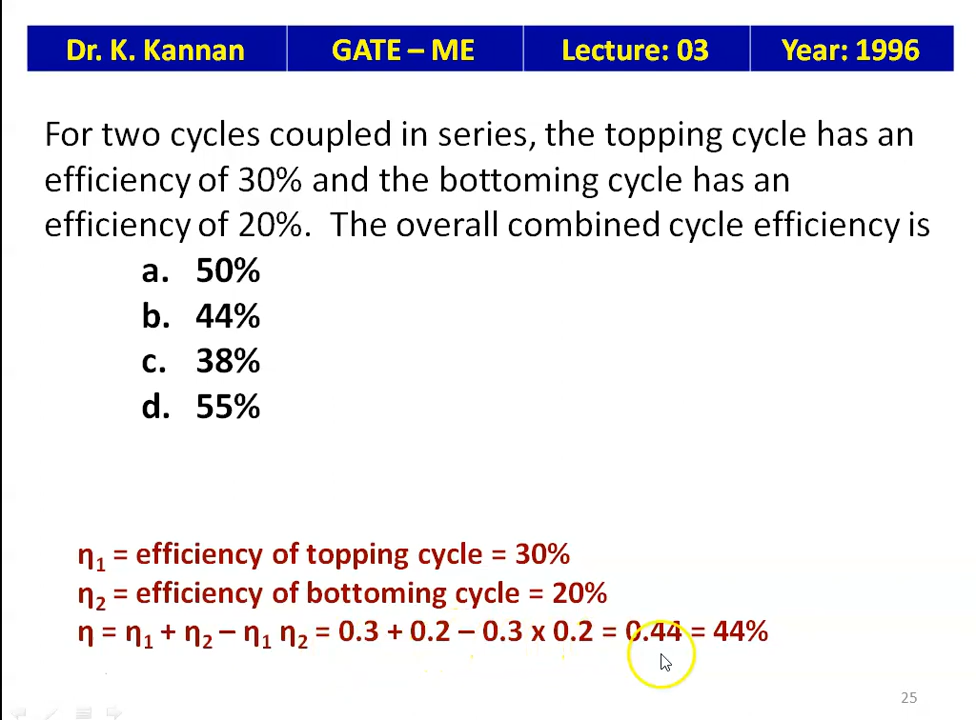 Dr. K. Kannan GATE – ME Lecture: 03 Year: 1996
For two cycles coupled in series, the topping cycle has an
efficiency of 30% and the bottoming cycle has an
efficiency of 20%. The overall combined cycle efficiency is
a. 50%
b. 44%
c. 38%
d. 55%
η₁ = efficiency of topping cycle = 30%
η₂ = efficiency of bottoming cycle = 20%
η = η₁ + η₂ – η₁ η₂ = 0.3 + 0.2 – 0.3 x 0.2 = 0.44 = 44%
25